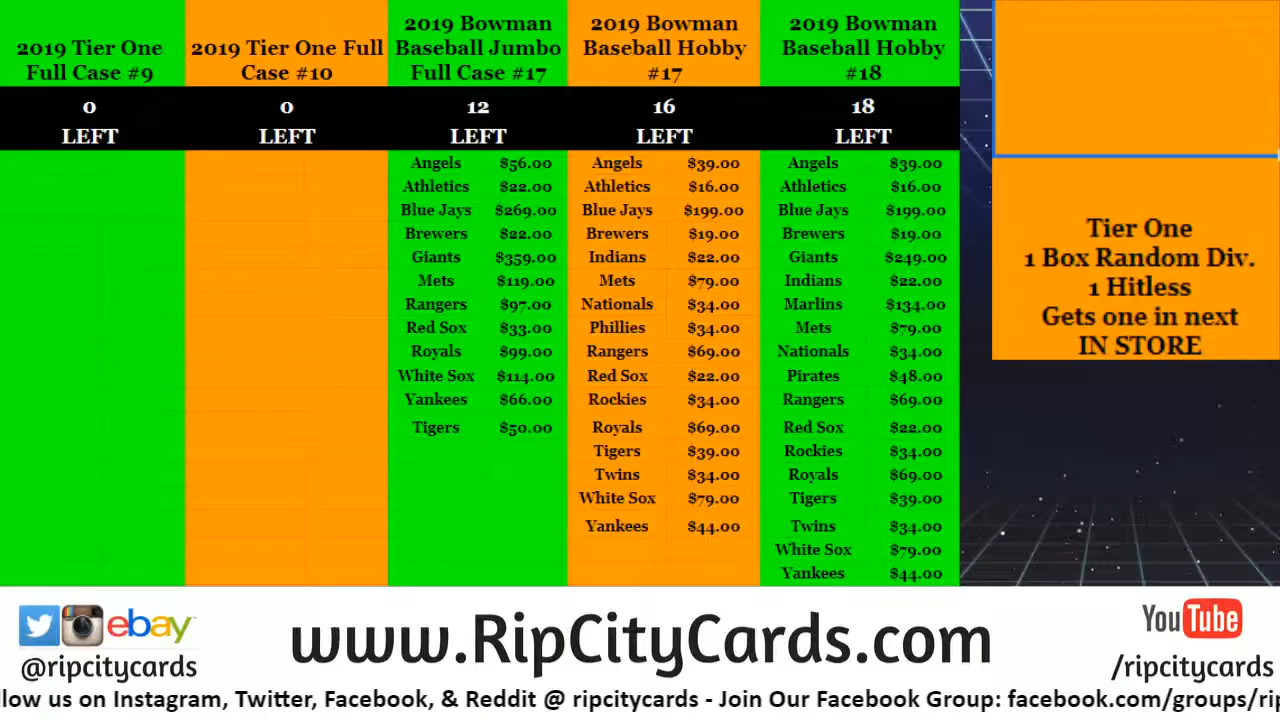 2019 Tier One
Full Case #9
0
LEFT
2019 Tier One Full
Case #10
0
LEFT
2019 Bowman
Baseball Jumbo
Full Case #17
12
LEFT
Angels $56.00
Athletics $22.00
Blue Jays $269.00
Brewers $22.00
Giants $359.00
Mets $119.00
Rangers $97.00
Red Sox $33.00
Royals $99.00
White Sox $114.00
Yankees $66.00
Tigers $50.00
2019 Bowman
Baseball Hobby
#17
16
LEFT
Angels $39.00
Athletics $16.00
Blue Jays $199.00
Brewers $19.00
Indians $22.00
Mets $79.00
Nationals $34.00
Phillies $34.00
Rangers $69.00
Red Sox $22.00
Rockies $34.00
Royals $69.00
Tigers $39.00
Twins $34.00
White Sox $79.00
Yankees $44.00
2019 Bowman
Baseball Hobby
#18
18
LEFT
Angels $39.00
Athletics $16.00
Blue Jays $199.00
Brewers $19.00
Giants $249.00
Indians $22.00
Marlins $134.00
Mets $79.00
Nationals $34.00
Pirates $48.00
Rangers $69.00
Red Sox $22.00
Rockies $34.00
Royals $69.00
Tigers $39.00
Twins $34.00
White Sox $79.00
Yankees $44.00
Tier One
1 Box Random Div.
1 Hitless
Gets one in next
IN STORE
ebay
@ripcitycards
www.RipCityCards.com
YouTube
/ripcitycards
llow us on Instagram, Twitter, Facebook, & Reddit @ ripcitycards - Join Our Facebook Group: facebook.com/groups/rip